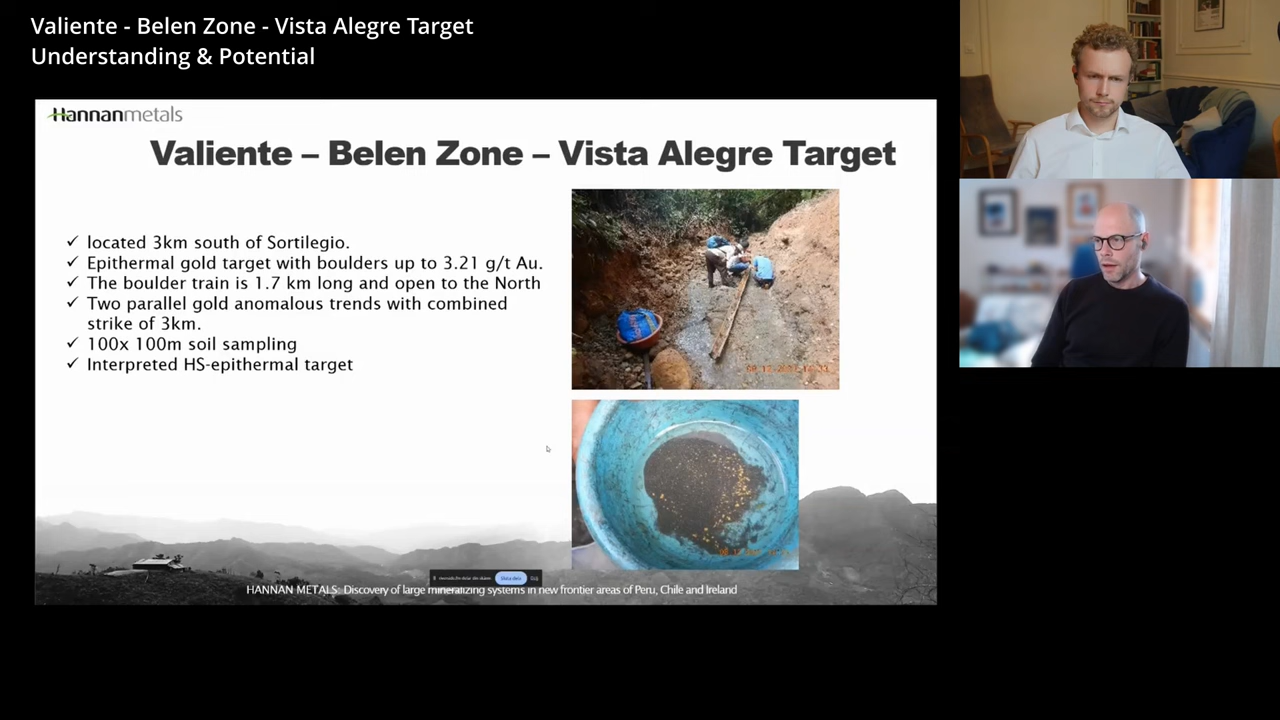 Valiente - Belen Zone - Vista Alegre Target
Understanding & Potential
Hannanmetals
Valiente – Belen Zone – Vista Alegre Target
✓ located 3km south of Sortilegio.
✓ Epithermal gold target with boulders up to 3.21 g/t Au.
✓ The boulder train is 1.7 km long and open to the North
✓ Two parallel gold anomalous trends with combined
strike of 3km.
✓ 100x 100m soil sampling
✓ Interpreted HS-epithermal target
HANNAN METALS: Discovery of large mineralizing systems in new frontier areas of Peru, Chile and Ireland